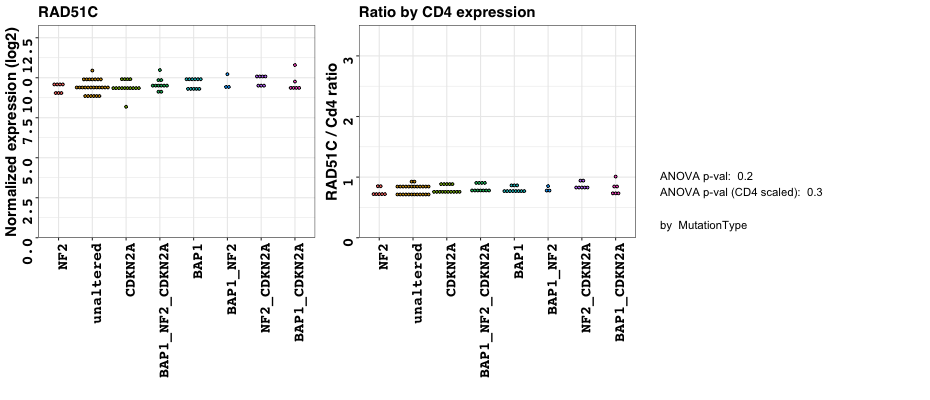 RAD51C
Normalized expression (log2)
0.0 2.5 5.0 7.5 10.0 12.5
NF2
unaltered
CDKN2A
BAP1_NF2_CDKN2A
BAP1
BAP1_NF2
NF2_CDKN2A
BAP1_CDKN2A
Ratio by CD4 expression
RAD51C / Cd4 ratio
0 1 2 3
NF2
unaltered
CDKN2A
BAP1_NF2_CDKN2A
BAP1
BAP1_NF2
NF2_CDKN2A
BAP1_CDKN2A
ANOVA p-val: 0.2
ANOVA p-val (CD4 scaled): 0.3
by MutationType